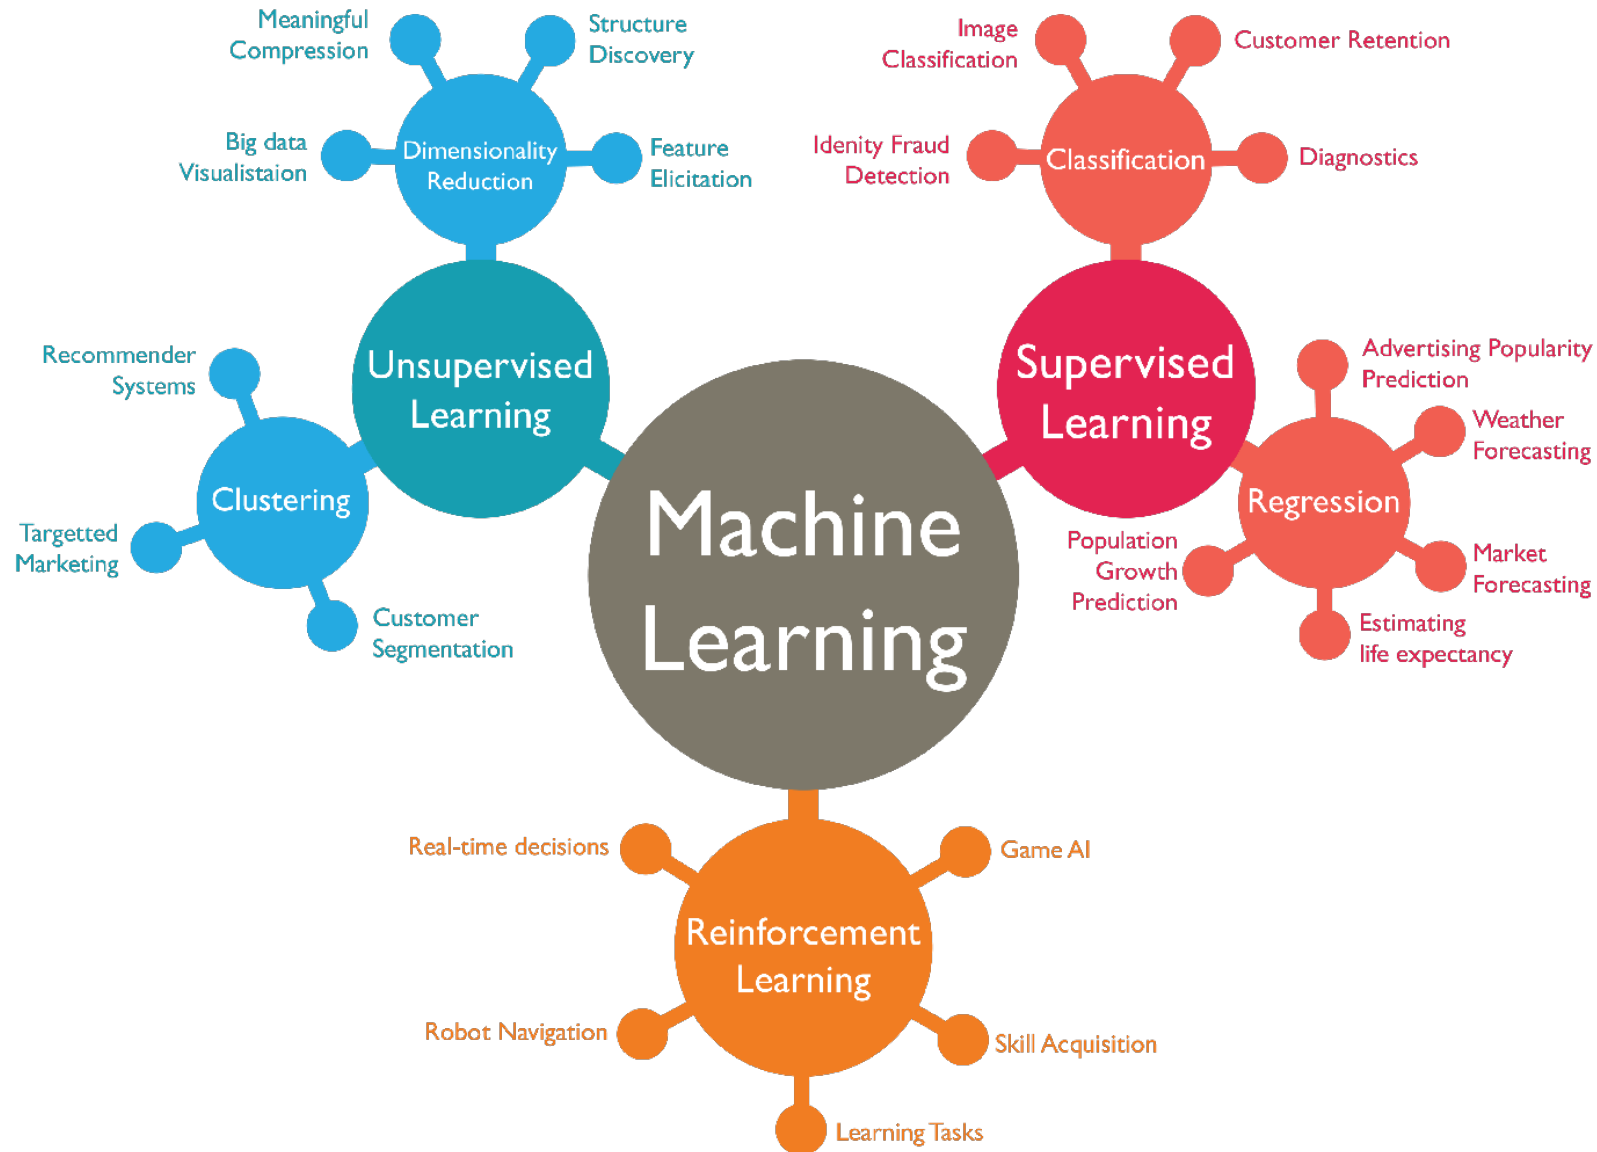 Meaningful
Compression
Structure
Discovery
Big data
Visualistaion
Dimensionality
Reduction
Feature
Elicitation
Image
Classification
Customer Retention
Idenity Fraud
Detection
Classification
Diagnostics
Unsupervised
Learning
Recommender
Systems
Clustering
Targetted
Marketing
Customer
Segmentation
Machine
Learning
Supervised
Learning
Advertising Popularity
Prediction
Weather
Forecasting
Regression
Population
Growth
Prediction
Market
Forecasting
Estimating
life expectancy
Real-time decisions
Game AI
Reinforcement
Learning
Robot Navigation
Skill Acquisition
Learning Tasks